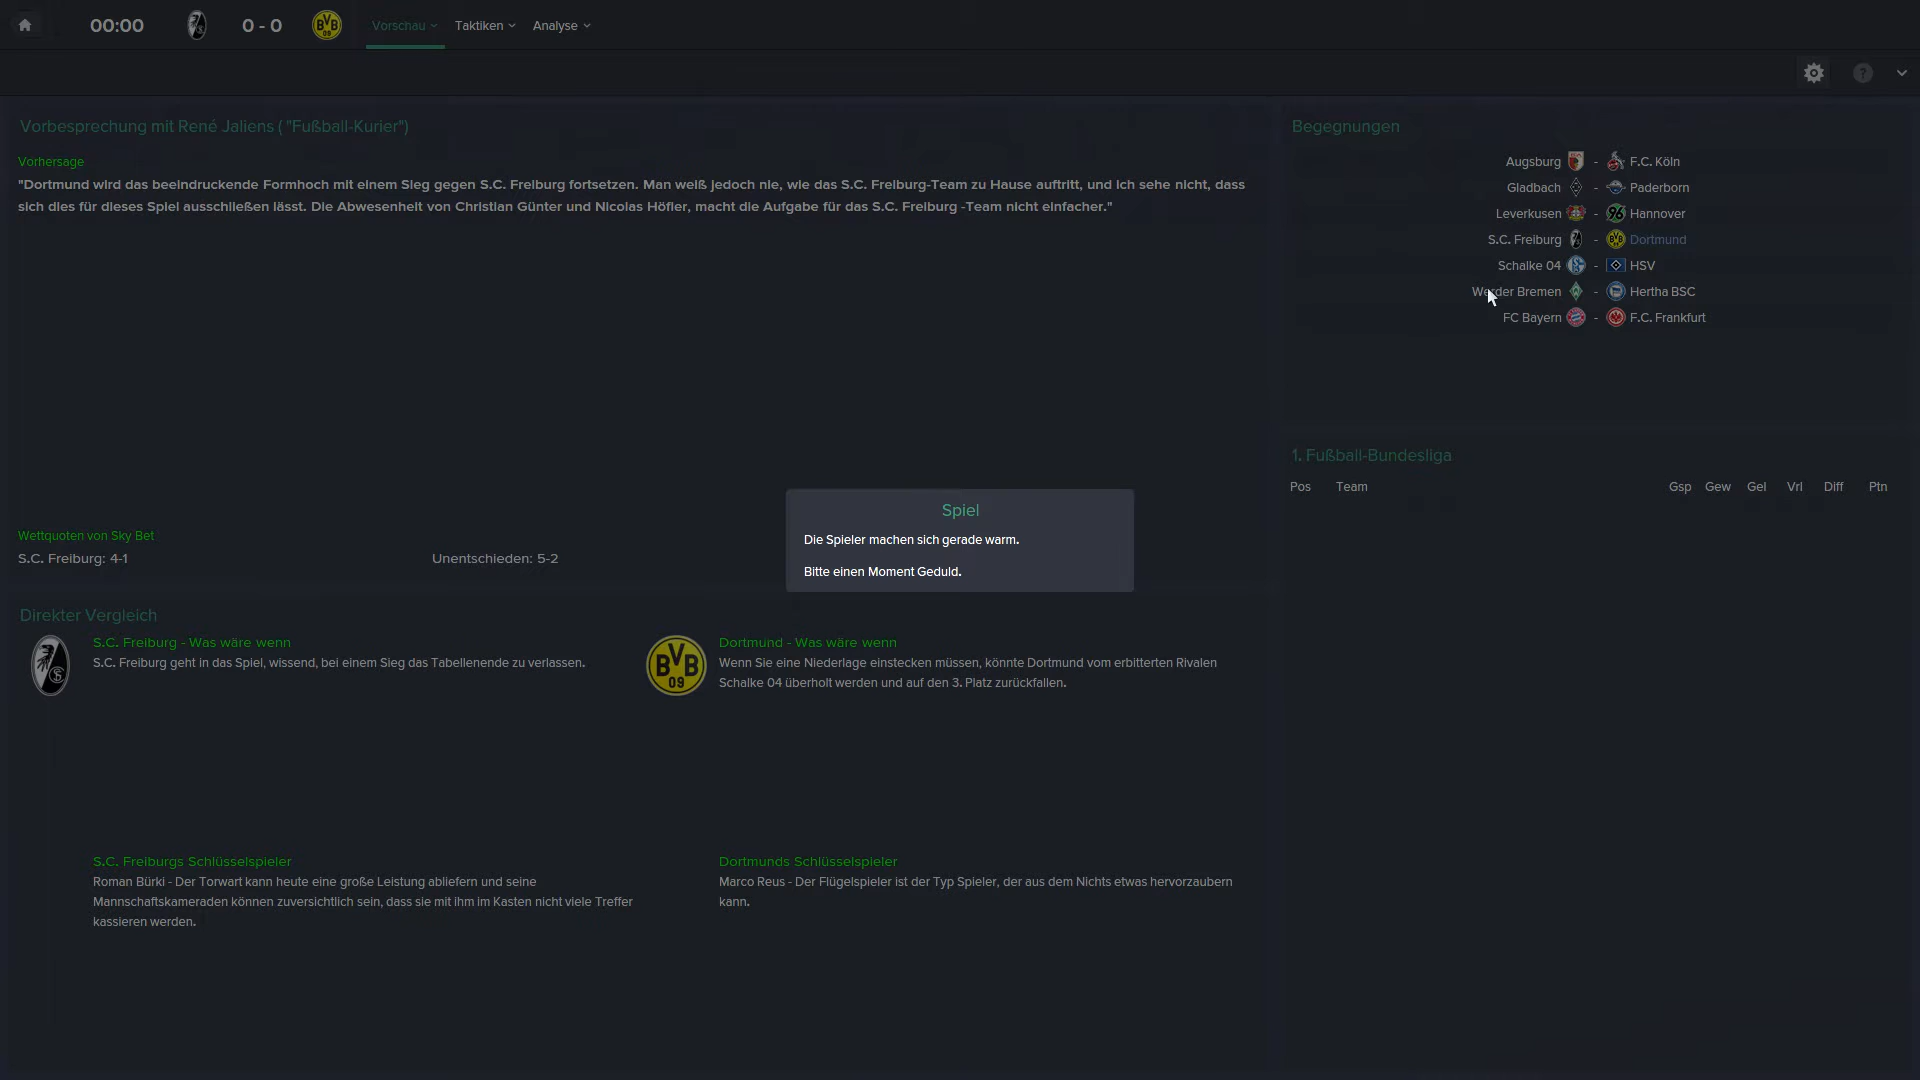 00:00
0 - 0
Vorschau
Taktiken
Analyse
Vorbesprechung mit René Jaliens ( "Fußball-Kurier")
Vorhersage
"Dortmund wird das beeindruckende Formhoch mit einem Sieg gegen S.C. Freiburg fortsetzen. Man weiß jedoch nie, wie das S.C. Freiburg-Team zu Hause auftritt, und ich sehe nicht, dass
sich dies für dieses Spiel ausschließen lässt. Die Abwesenheit von Christian Günter und Nicolas Höfler, macht die Aufgabe für das S.C. Freiburg -Team nicht einfacher."
Wettquoten von Sky Bet
S.C. Freiburg: 4-1
Unentschieden: 5-2
Spiel
Die Spieler machen sich gerade warm.
Bitte einen Moment Geduld.
Direkter Vergleich
S.C. Freiburg - Was wäre wenn
S.C. Freiburg geht in das Spiel, wissend, bei einem Sieg das Tabellenende zu verlassen.
BVB
09
Dortmund - Was wäre wenn
Wenn Sie eine Niederlage einstecken müssen, könnte Dortmund vom erbitterten Rivalen
Schalke 04 überholt werden und auf den 3. Platz zurückfallen.
S.C. Freiburgs Schlüsselspieler
Roman Bürki - Der Torwart kann heute eine große Leistung abliefern und seine
Mannschaftskameraden können zuversichtlich sein, dass sie mit ihm im Kasten nicht viele Treffer
kassieren werden.
Dortmunds Schlüsselspieler
Marco Reus - Der Flügelspieler ist der Typ Spieler, der aus dem Nichts etwas hervorzaubern
kann.
Begegnungen
Augsburg - F.C. Köln
Gladbach - Paderborn
Leverkusen - Hannover
S.C. Freiburg - Dortmund
Schalke 04 - HSV
Werder Bremen - Hertha BSC
FC Bayern - F.C. Frankfurt
1. Fußball-Bundesliga
Pos Team Gsp Gew Gel Vrl Diff Ptn